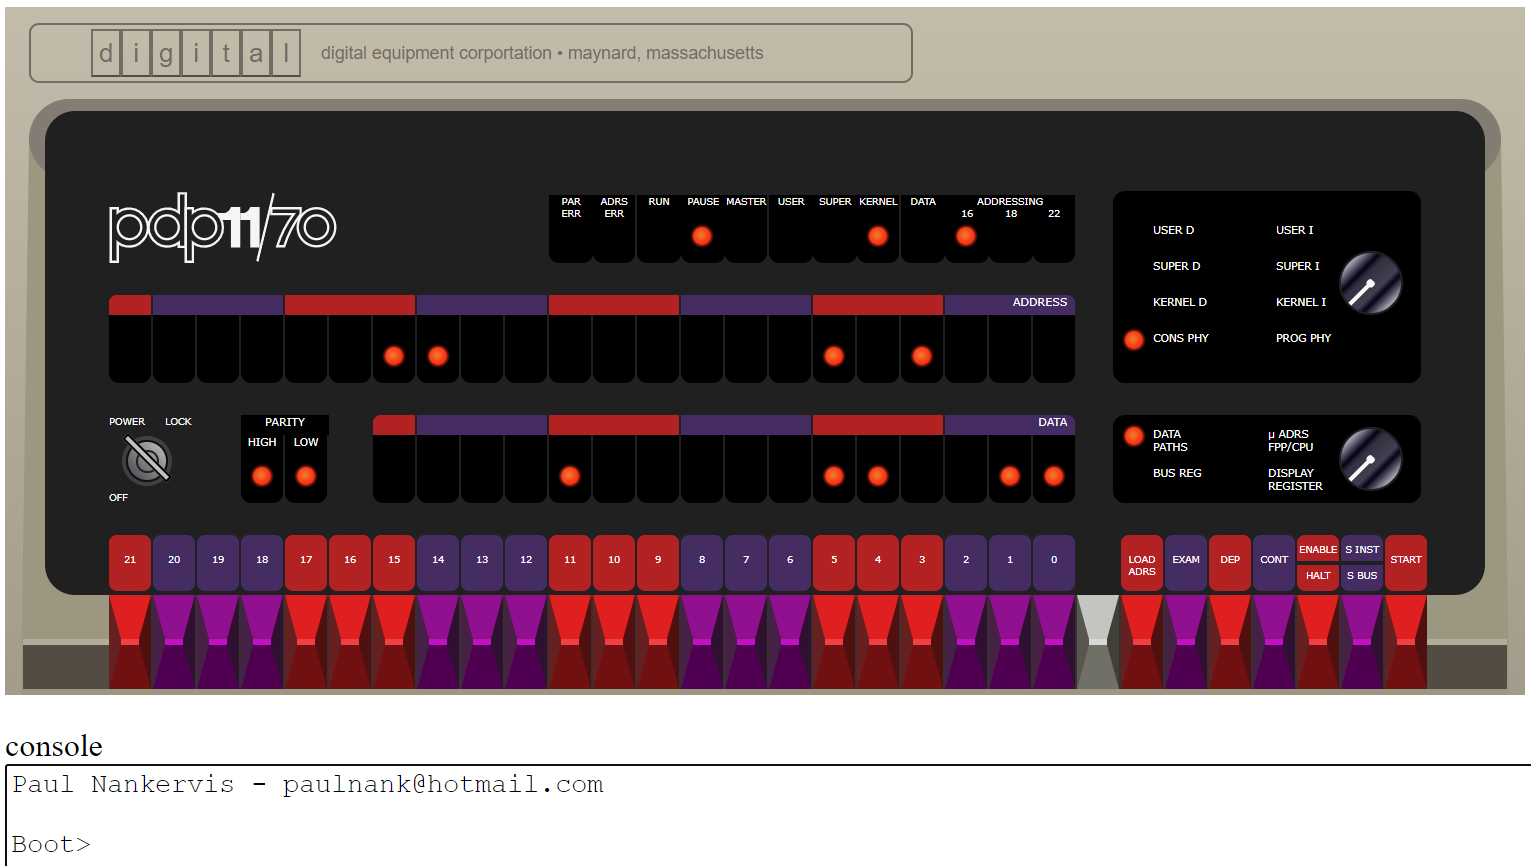 digital digital equipment corportation • maynard, massachusetts
pdp11/70
PAR ERR ADRS ERR RUN PAUSE MASTER USER SUPER KERNEL DATA ADDRESSING 16 18 22
USER D USER I
SUPER D SUPER I
KERNEL D KERNEL I
CONS PHY PROG PHY
ADDRESS
POWER LOCK
OFF
PARITY
HIGH LOW
DATA
DATA PATHS µ ADRS FPP/CPU
BUS REG DISPLAY REGISTER
21 20 19 18 17 16 15 14 13 12 11 10 9 8 7 6 5 4 3 2 1 0
LOAD ADRS EXAM DEP CONT ENABLE HALT S INST S BUS START
console
Paul Nankervis - paulnank@hotmail.com
Boot>